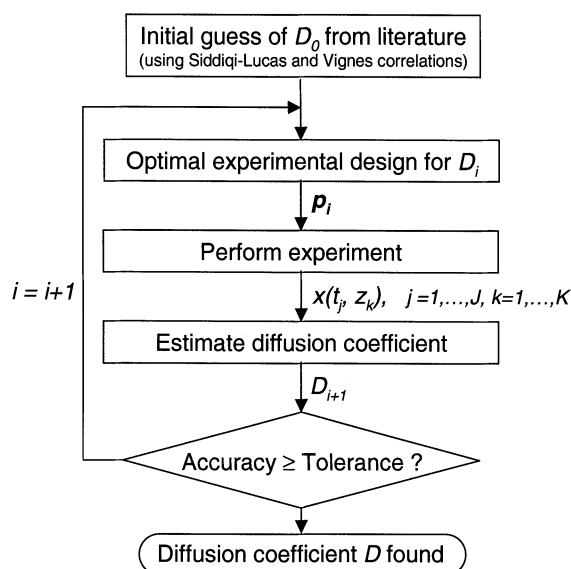 Initial guess of D0 from literature
(using Siddiqi-Lucas and Vignes correlations)
Optimal experimental design for Di
pi
Perform experiment
i = i+1
x(tj, zk), j =1,...,J, k=1,...,K
Estimate diffusion coefficient
Di+1
Accuracy ≥ Tolerance ?
Diffusion coefficient D found